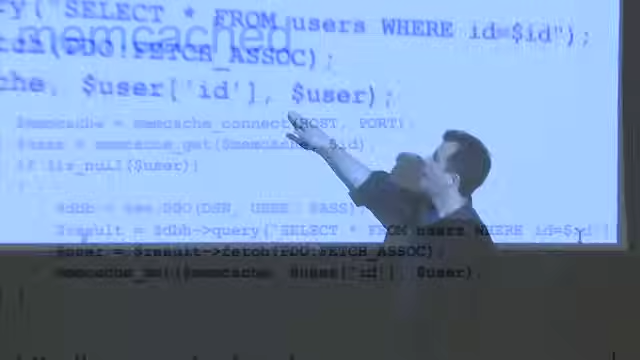 ry("SELECT * FROM users WHERE id=$id");
memcached
tch(PDO:FETCH_ASSOC);
che, $user['id'], $user);
$memcache = memcache_connect(HOST, PORT);
$user = memcache_get($memcache, $id);
if (is_null($user){
$dbh = new PDO(DSN, USER, PASS);
$result = $dbh->query("SELECT * FROM users WHERE id=$id"
$user = $result->fetch(PDO:FETCH_ASSOC);
memcache_set($memcache, $user['id'], $user);